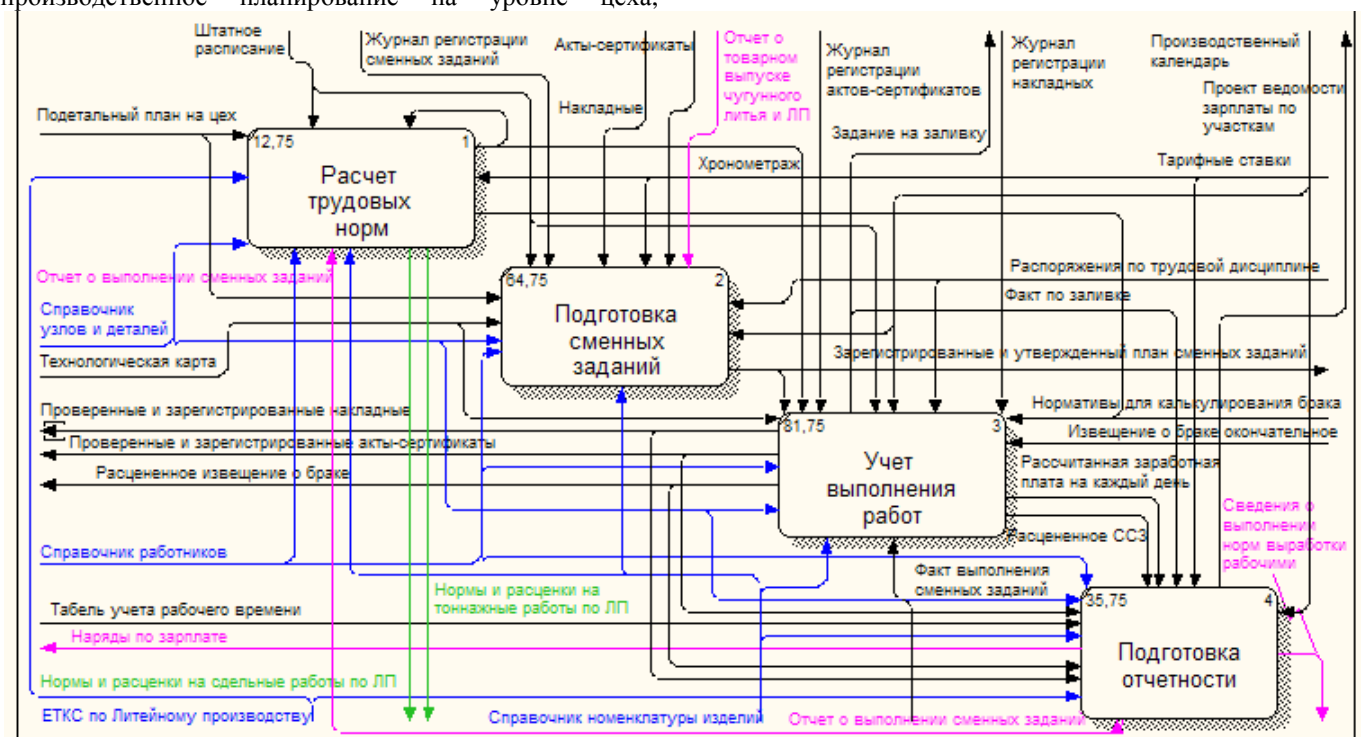 производственное планирование на уровне цеха,
Штатное
расписание
Журнал регистрации
сменных заданий
Акты-сертификаты
Накладные
Отчет о
товарном
выпуске
чугунного
литья и ЛП
Журнал
регистрации
актов-сертификатов
Задание на заливку
Журнал
регистрации
накладных
Производственный
календарь
Проект ведомости
зарплаты по
участкам
Подетальный план на цех
Хронометраж
Тарифные ставки
12,75
1
Расчет
трудовых
норм
Отчет о выполнении сменных заданий
Справочник
узлов и деталей
Технологическая карта
64,75
2
Подготовка
сменных
заданий
Распоряжения по трудовой дисциплине
Факт по заливке
Зарегистрированные и утвержденный план сменных заданий
Проверенные и зарегистрированные накладные
Проверенные и зарегистрированные акты-сертификаты
Расцененное извещение о браке
81,75
3
Учет
выполнения
работ
Нормативы для калькулирования брака
Извещение о браке окончательное
Рассчитанная заработная
плата на каждый день
Расцененное ССЗ
Сведения о
выполнении
норм выработки
рабочими
Справочник работников
Факт выполнения
сменных заданий
Нормы и расценки на
тоннажные работы по ЛП
Табель учета рабочего времени
Наряды по зарплате
35,75
4
Подготовка
отчетности
Нормы и расценки на сдельные работы по ЛП
ЕТКС по Литейному производству
Справочник номенклатуры изделий
Отчет о выполнении сменных заданий